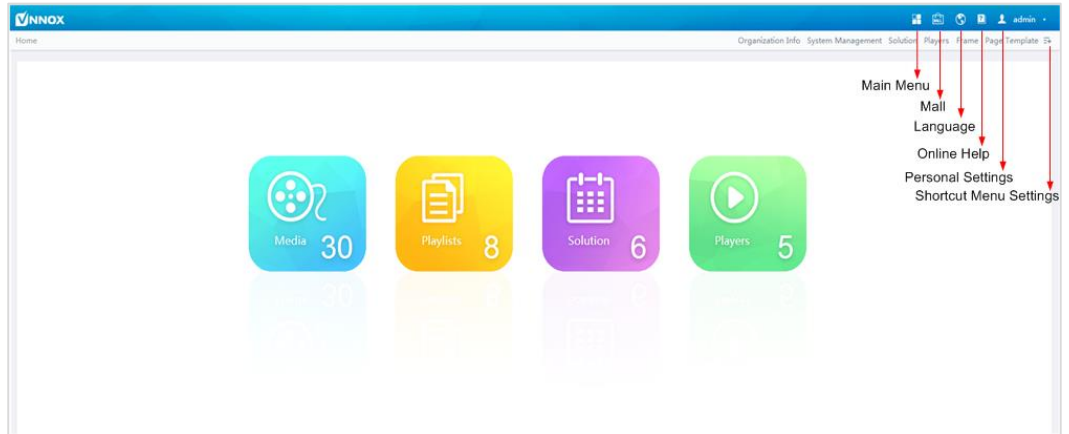 VNNOX
admin
Home
Organization Info System Management Solution Players Frame Page Template
Main Menu
Mall
Language
Online Help
Personal Settings
Shortcut Menu Settings
Media 30
Playlists 8
Solution 6
Players 5